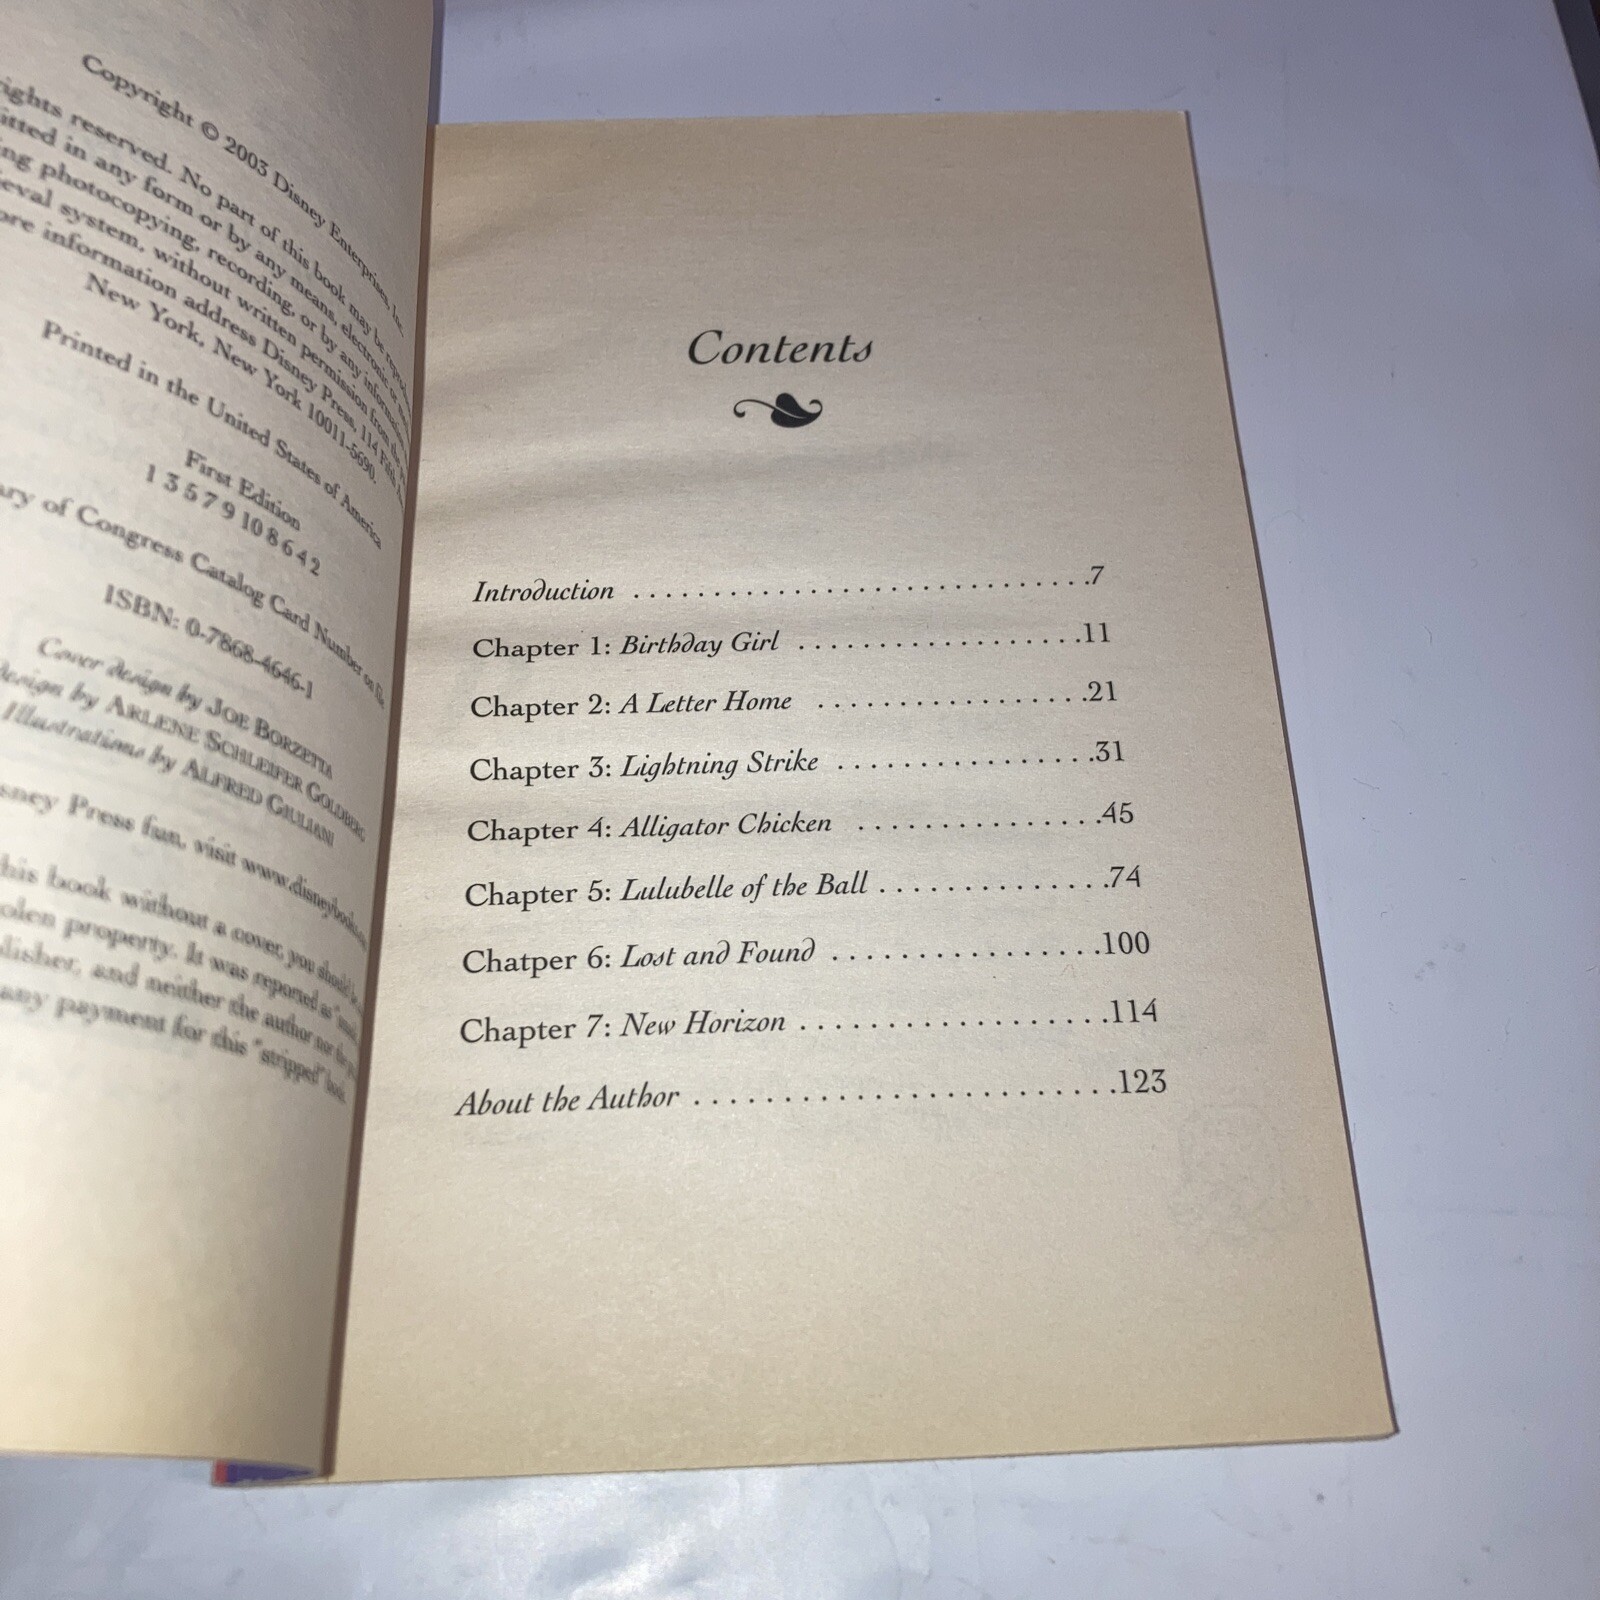 Copyright © 2003 Disney Enterprises, Inc.
rights reserved. No part of this book may be
itted in any form or by any means, electronic or
ing photocopying, recording, or by any information
ieval system, without written permission from the
ore information address Disney Press, 114 Fifth
New York, New York 10011-5690.
Printed in the United States of America
First Edition
1 3 5 7 9 10 8 6 4 2
ary of Congress Catalog Card Number on file
ISBN: 0-7868-4646-1
Cover design by JOE BORZETTA
design by ARLENE SCHLEIFER GOLDBERG
Illustrations by ALFRED GIULIANI
sney Press fun, visit www.disneybooks.
his book without a cover, you should
olen property. It was reported as
lisher, and neither the author nor the
any payment for this "stripped" book.
Contents
Introduction . . . . . . . . . . . . . . . . . . . . . . . . . . . . .7
Chapter 1: Birthday Girl . . . . . . . . . . . . . . . . . . .11
Chapter 2: A Letter Home . . . . . . . . . . . . . . . . . .21
Chapter 3: Lightning Strike . . . . . . . . . . . . . . . . .31
Chapter 4: Alligator Chicken . . . . . . . . . . . . . . .45
Chapter 5: Lulubelle of the Ball . . . . . . . . . . . . . .74
Chatper 6: Lost and Found . . . . . . . . . . . . . . . . .100
Chapter 7: New Horizon . . . . . . . . . . . . . . . . . . .114
About the Author . . . . . . . . . . . . . . . . . . . . . . . . .123